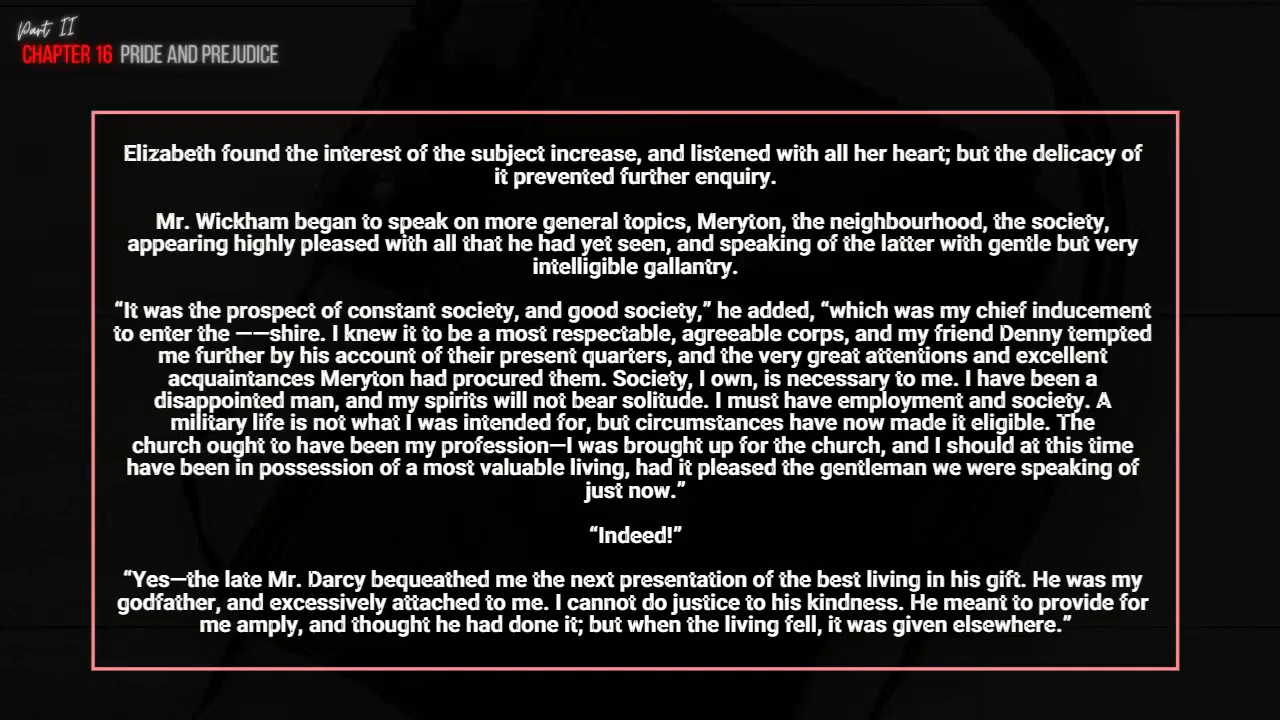 Part II
CHAPTER 16 PRIDE AND PREJUDICE
Elizabeth found the interest of the subject increase, and listened with all her heart; but the delicacy of
it prevented further enquiry.
Mr. Wickham began to speak on more general topics, Meryton, the neighbourhood, the society,
appearing highly pleased with all that he had yet seen, and speaking of the latter with gentle but very
intelligible gallantry.
“It was the prospect of constant society, and good society,” he added, “which was my chief inducement
to enter the ——shire. I knew it to be a most respectable, agreeable corps, and my friend Denny tempted
me further by his account of their present quarters, and the very great attentions and excellent
acquaintances Meryton had procured them. Society, I own, is necessary to me. I have been a
disappointed man, and my spirits will not bear solitude. I must have employment and society. A
military life is not what I was intended for, but circumstances have now made it eligible. The
church ought to have been my profession—I was brought up for the church, and I should at this time
have been in possession of a most valuable living, had it pleased the gentleman we were speaking of
just now.”
“Indeed!”
“Yes—the late Mr. Darcy bequeathed me the next presentation of the best living in his gift. He was my
godfather, and excessively attached to me. I cannot do justice to his kindness. He meant to provide for
me amply, and thought he had done it; but when the living fell, it was given elsewhere.”